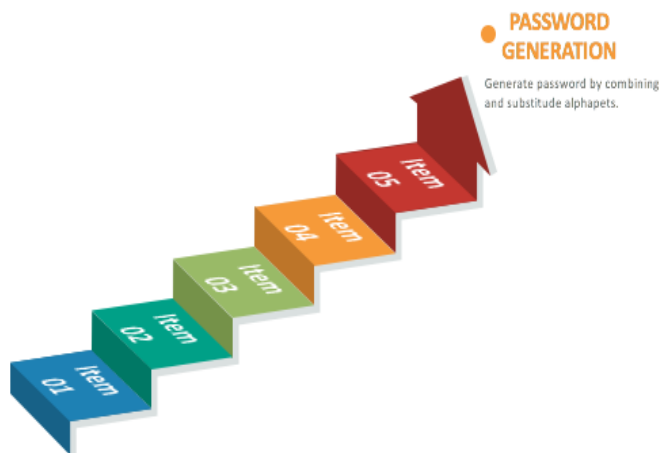 PASSWORD
GENERATION
Generate password by combining
and substitude alphapets.
Item
05
Item
04
Item
03
Item
02
Item
01